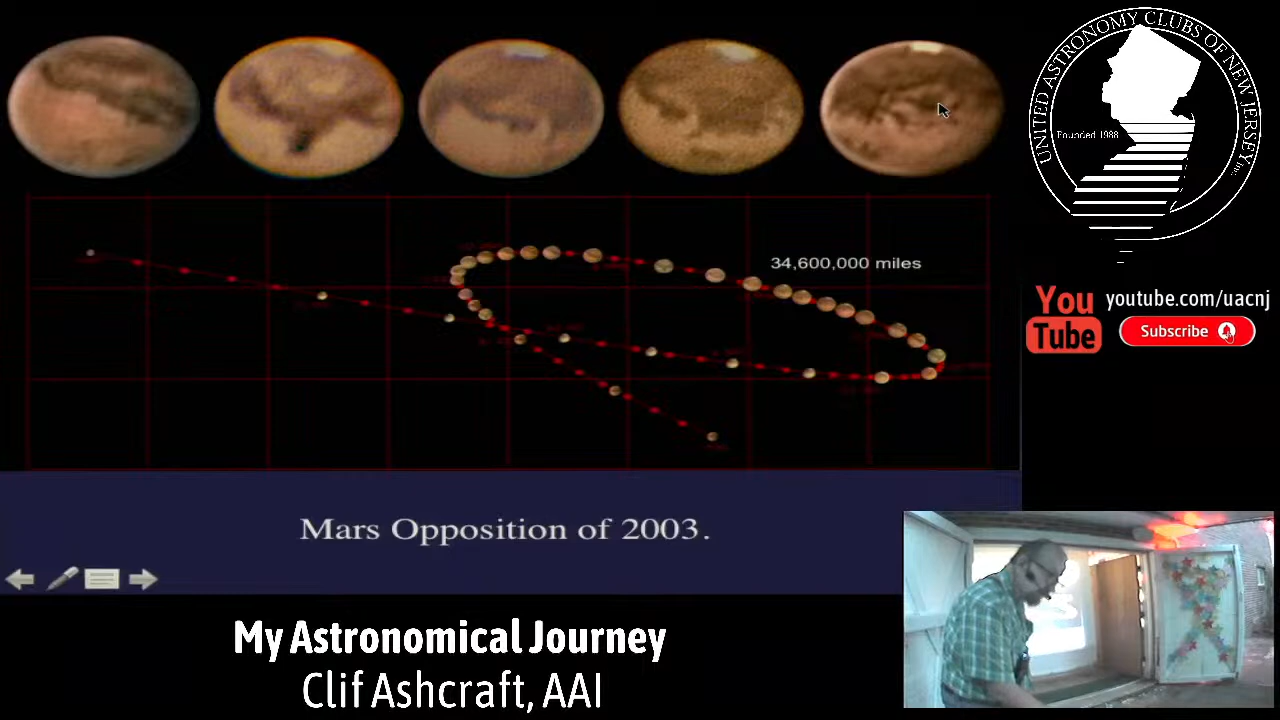 UNITED ASTRONOMY CLUBS OF NEW JERSEY, Inc.
Founded 1988
34,600,000 miles
You
Tube
youtube.com/uacnj
Subscribe
Mars Opposition of 2003.
My Astronomical Journey
Clif Ashcraft, AAI